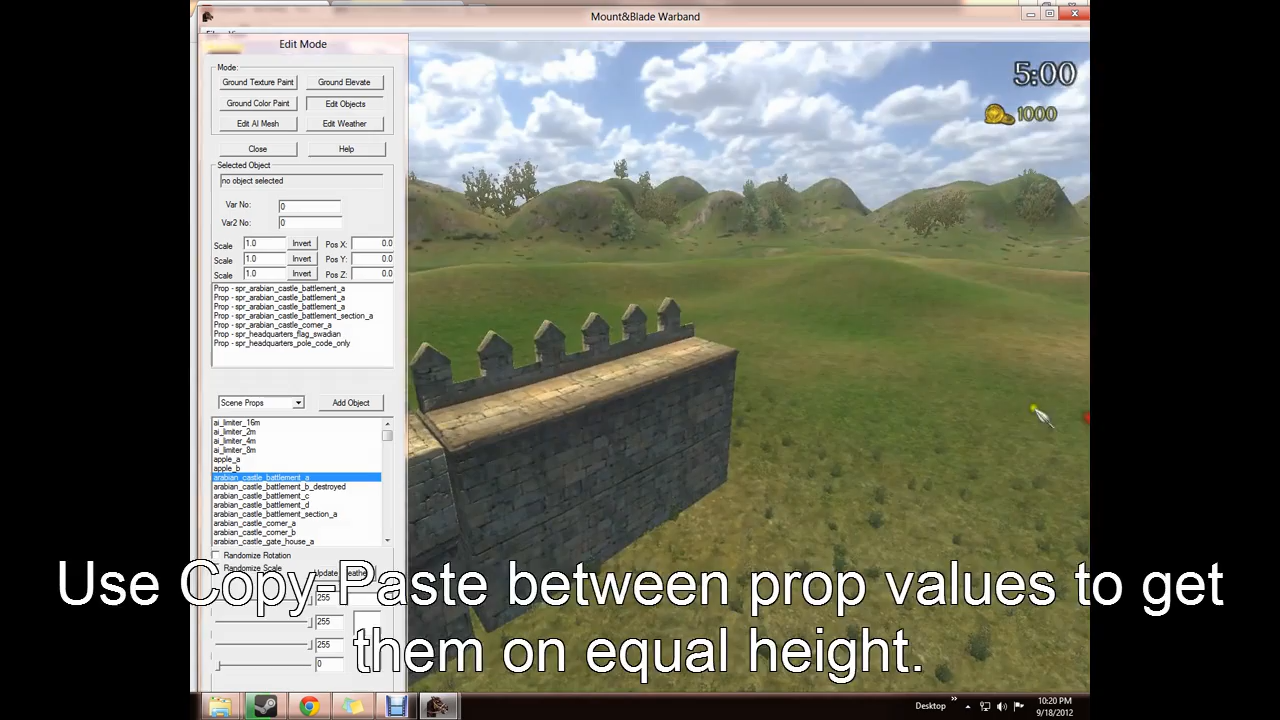 Mount&Blade Warband
Edit Mode
5:00
1000
Mode:
Ground Texture Paint
Ground Elevate
Ground Color Paint
Edit Objects
Edit AI Mesh
Edit Weather
Close
Help
Selected Object
no object selected
Var No:
0
Var2 No:
0
Scale 1.0 Invert Pos X: 0.0
Scale 1.0 Invert Pos Y: 0.0
Scale 1.0 Invert Pos Z: 0.0
Prop - spr_arabian_castle_battlement_a
Prop - spr_arabian_castle_battlement_a
Prop - spr_arabian_castle_battlement_a
Prop - spr_arabian_castle_battlement_section_a
Prop - spr_arabian_castle_corner_a
Prop - spr_headquarters_flag_swadian
Prop - spr_headquarters_pole_code_only
Scene Props
Add Object
ai_limiter_16m
ai_limiter_2m
ai_limiter_4m
ai_limiter_8m
apple_a
apple_b
arabian_castle_battlement_a
arabian_castle_battlement_b_destroyed
arabian_castle_battlement_c
arabian_castle_battlement_d
arabian_castle_battlement_section_a
arabian_castle_corner_a
arabian_castle_corner_b
arabian_castle_gate_house_a
Randomize Rotation
Randomize Scale
Update
255
255
255
0
Use Copy Paste between prop values to get
them on equal height.
Desktop
10:20 PM
9/18/2012